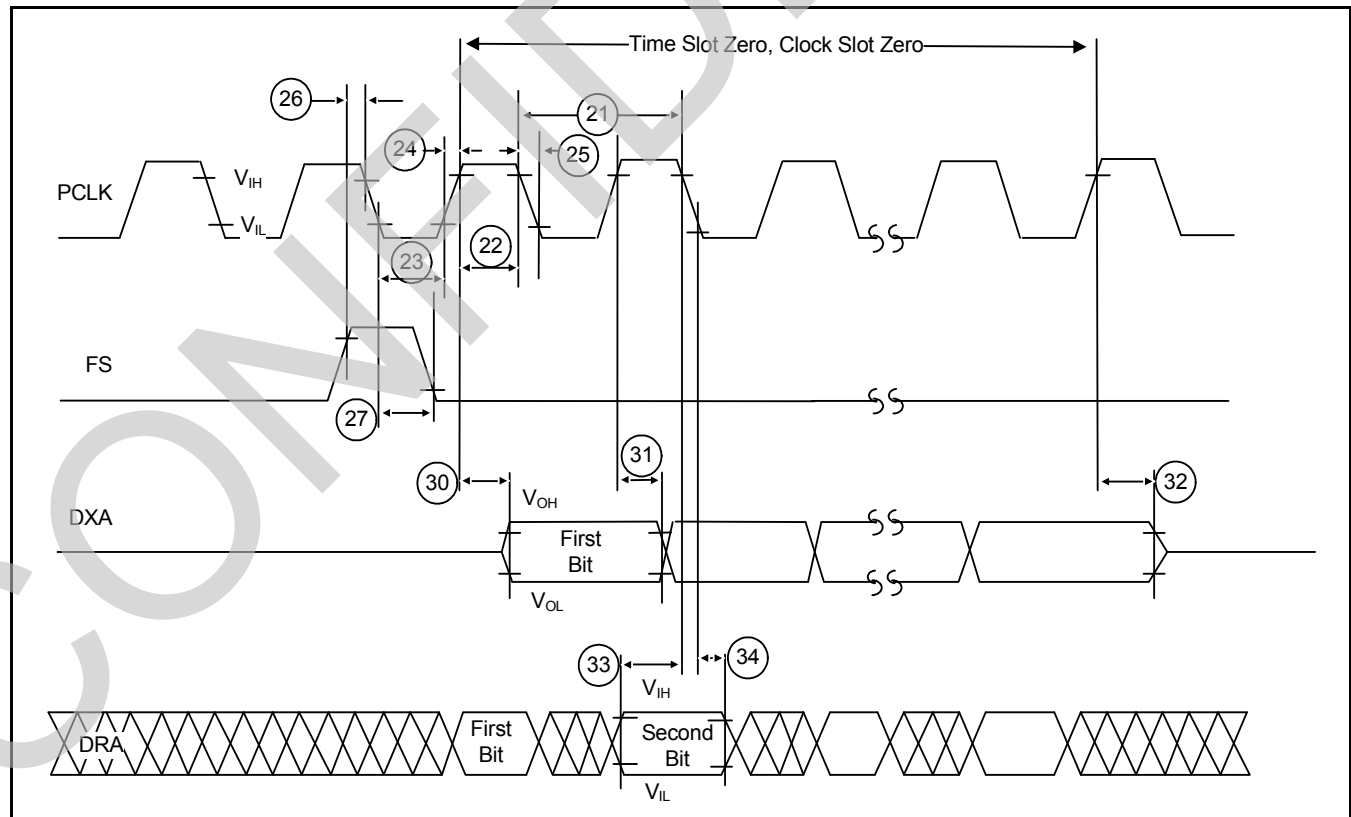 Time Slot Zero, Clock Slot Zero
26
21
24
25
PCLK
VIH
VIL
22
23
FS
27
31
30
32
VOH
DXA
First
Bit
VOL
33
34
VIH
DRA
First
Bit
Second
Bit
VIL
CONFID